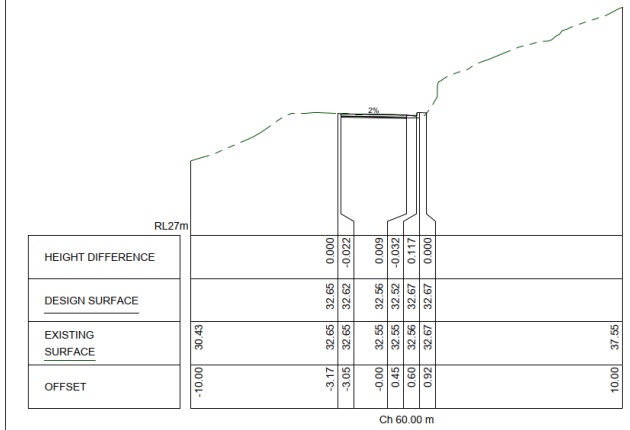 2%
RL27m
HEIGHT DIFFERENCE 0.000 -0.022 0.009 -0.032 0.117 0.000
DESIGN SURFACE 32.65 32.62 32.56 32.52 32.67 32.67
EXISTING
SURFACE 30.43 32.65 32.65 32.55 32.55 32.56 32.67 37.55
OFFSET -10.00 -3.17 -3.05 -0.00 0.45 0.60 0.92 10.00
Ch 60.00 m